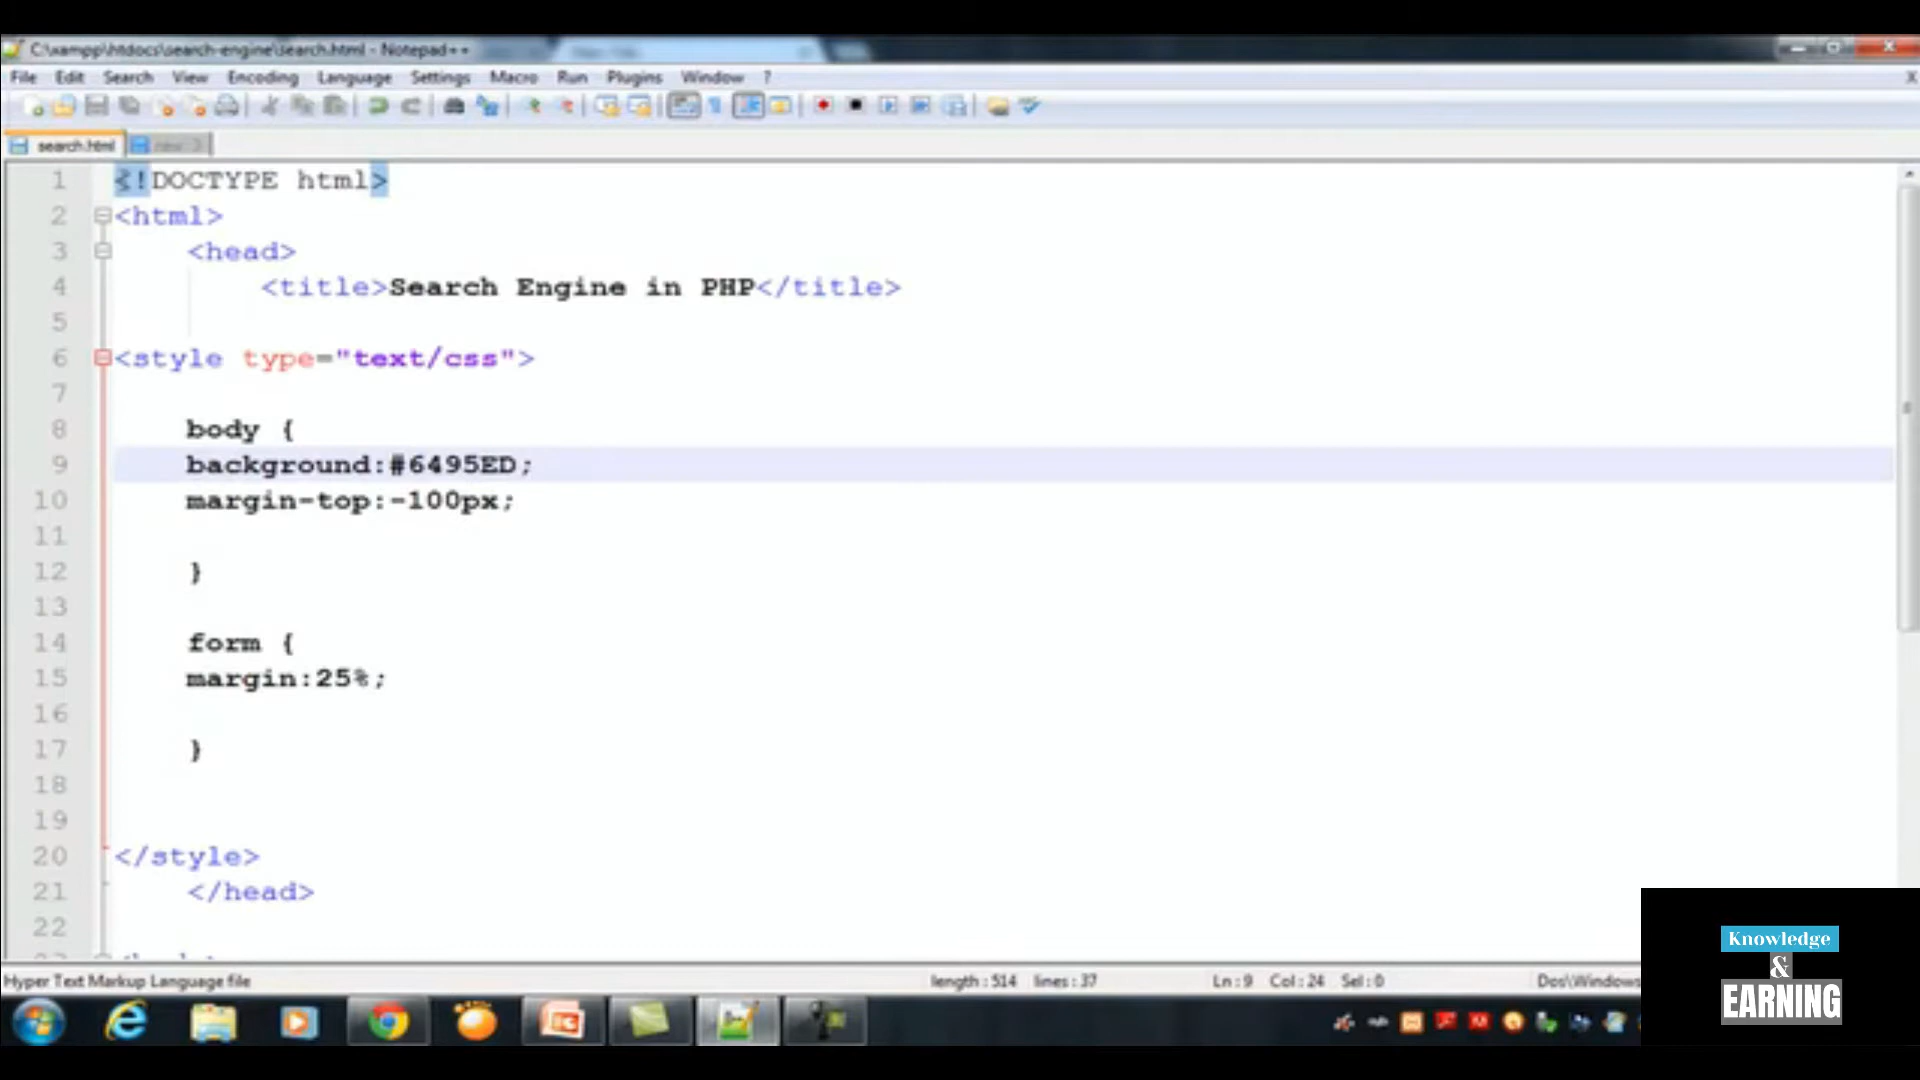 C:\xampp\htdocs\search-engine\search.html - Notepad++
File Edit Search View Encoding Language Settings Macro Run Plugins Window ?
X
search.html new 2
1 <!DOCTYPE html>
2 <html>
3 <head>
4 <title>Search Engine in PHP</title>
5
6 <style type="text/css">
7
8 body {
9 background:#6495ED;
10 margin-top:-100px;
11
12 }
13
14 form {
15 margin:25%;
16
17 }
18
19
20 </style>
21 </head>
22
Hyper Text Markup Language file length : 514 lines : 37 Ln : 9 Col : 24 Sel : 0 Dos\Windows
Knowledge
&
EARNING